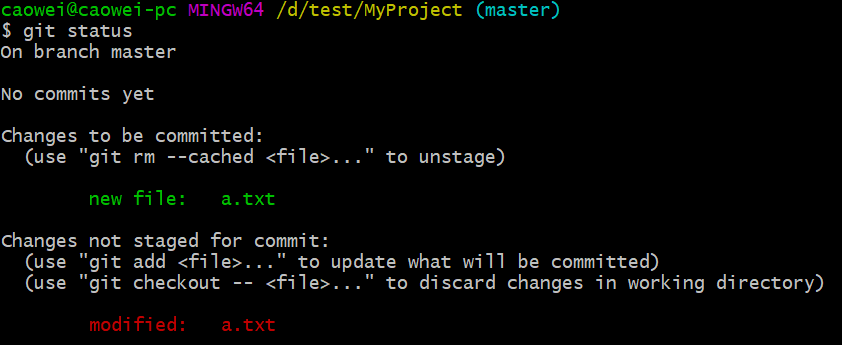 caowei@caowei-pc MINGW64 /d/test/MyProject (master)
$ git status
On branch master
No commits yet
Changes to be committed:
(use "git rm --cached <file>..." to unstage)
new file: a.txt
Changes not staged for commit:
(use "git add <file>..." to update what will be committed)
(use "git checkout -- <file>..." to discard changes in working directory)
modified: a.txt